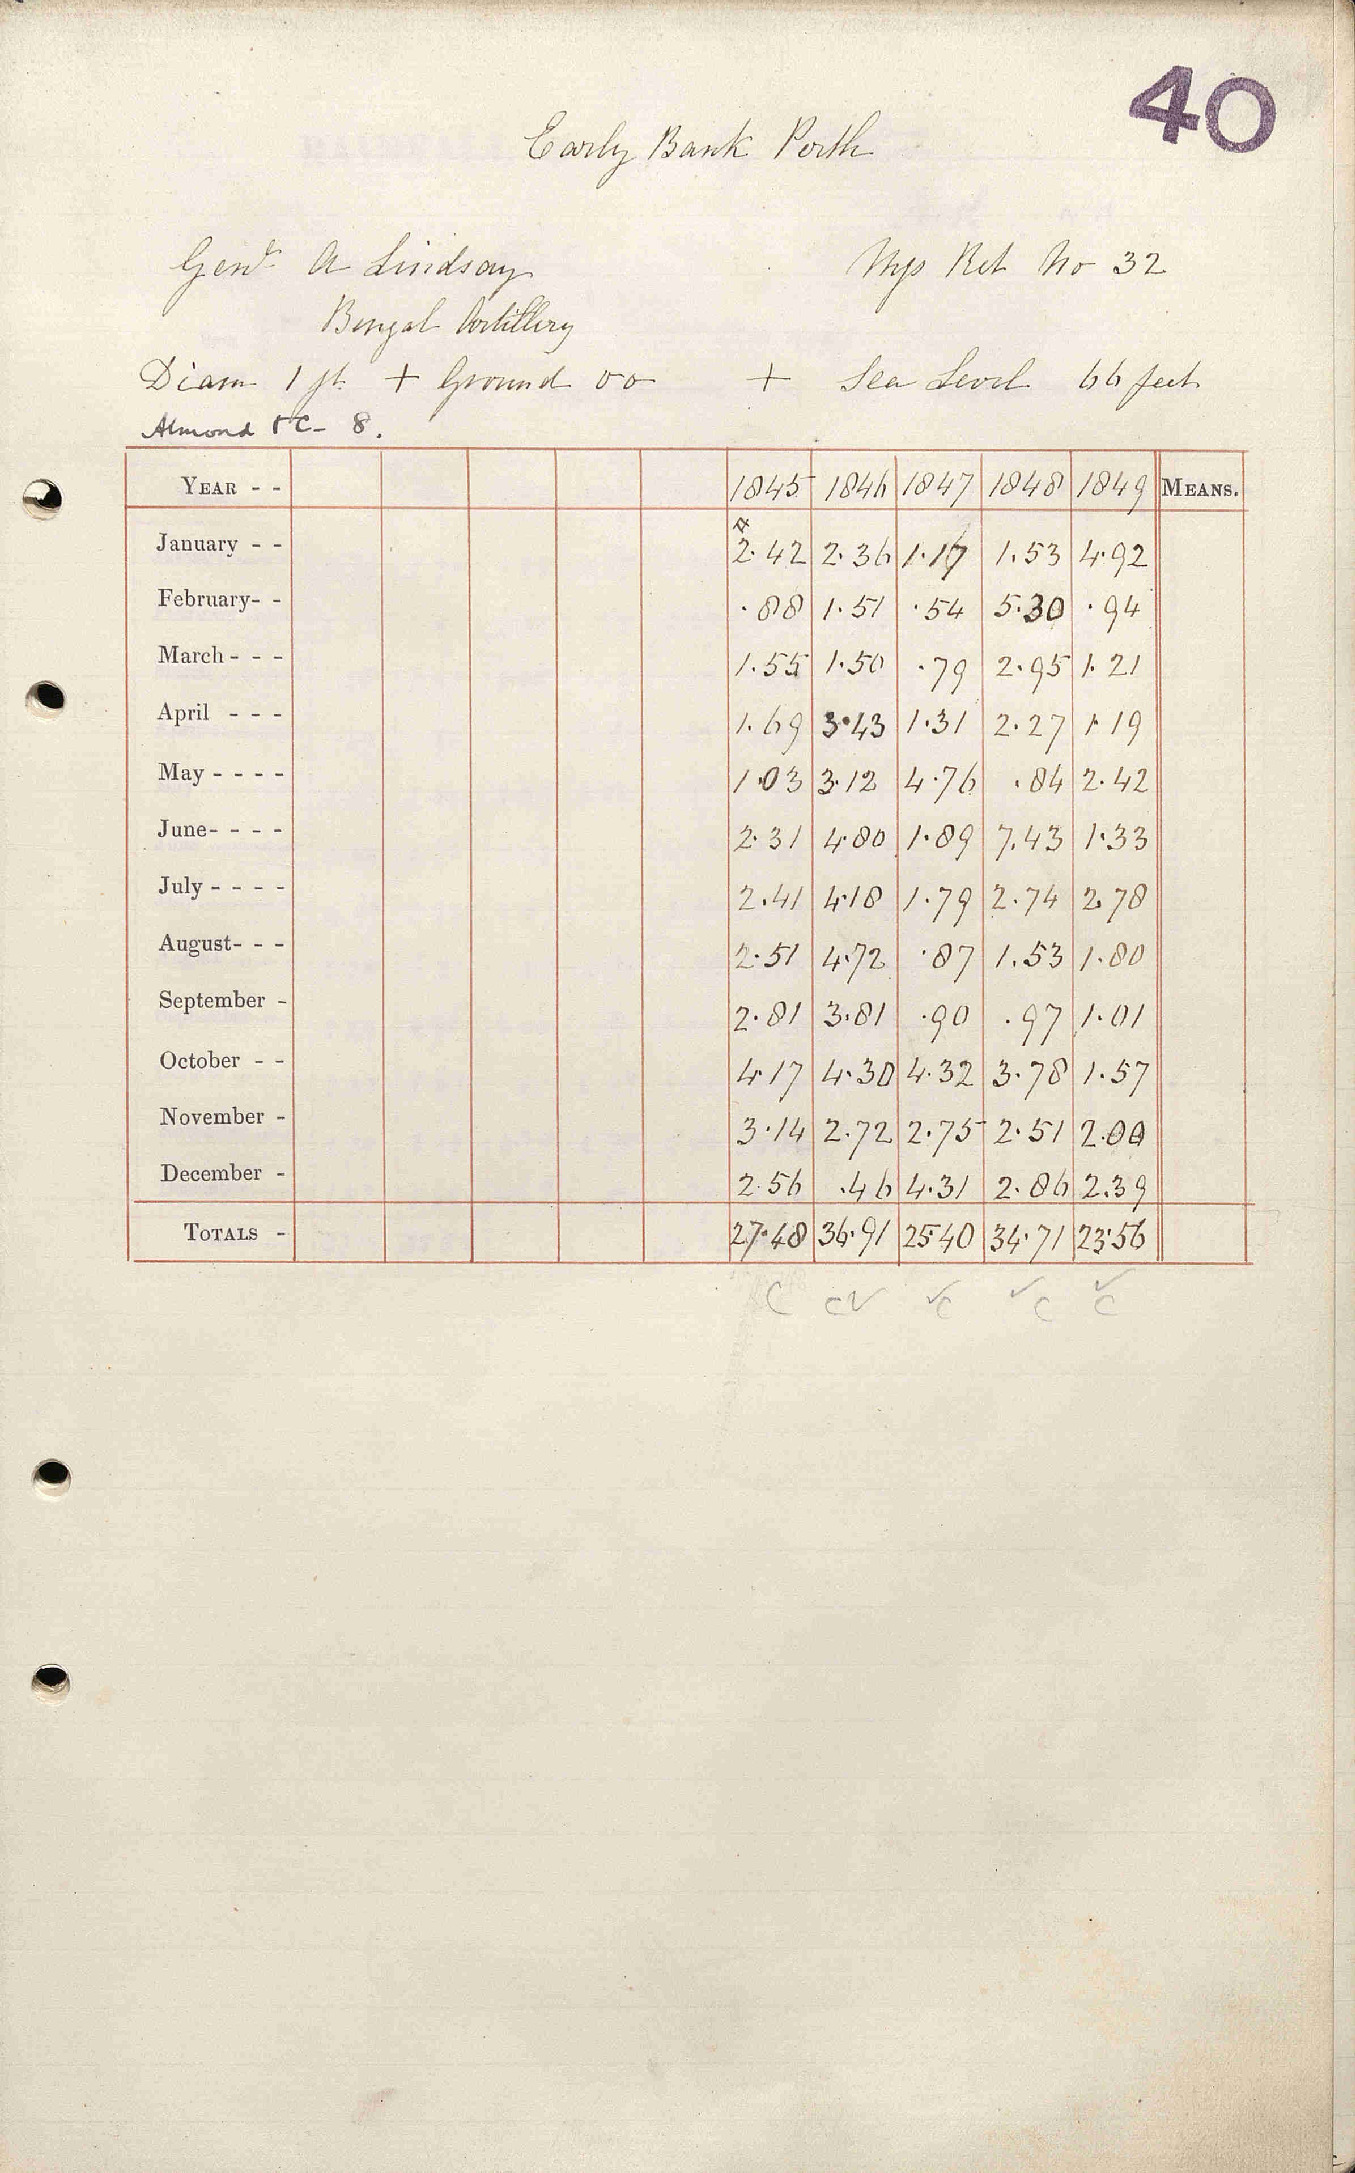 40
Early Bank Perth
Genl A Lindsay Mys Ret No 32
Bengal Artillery
Diam 1 ft + Ground 00 + Sea Level 66 feet
Almond 8.
YEAR - - 1845 1846 1847 1848 1849 MEANS.
January - - 2.42 2.36 1.17 1.53 4.92
February- - .88 1.51 .54 5.30 .94
March - - - 1.55 1.50 .79 2.95 1.21
April - - - 1.69 3.43 1.31 2.27 1.19
May - - - - 1.03 3.12 4.76 .84 2.42
June- - - - 2.31 4.80 1.89 7.43 1.33
July - - - - 2.41 4.18 1.79 2.74 2.78
August- - - 2.51 4.72 .87 1.53 1.80
September - 2.81 3.81 .90 .97 1.01
October - - 4.17 4.30 4.32 3.78 1.57
November - 3.14 2.72 2.75 2.51 2.00
December - 2.56 .46 4.31 2.86 2.39
TOTALS - 27.48 36.91 25.40 34.71 23.56
C C✓ ✓C ✓C ✓C